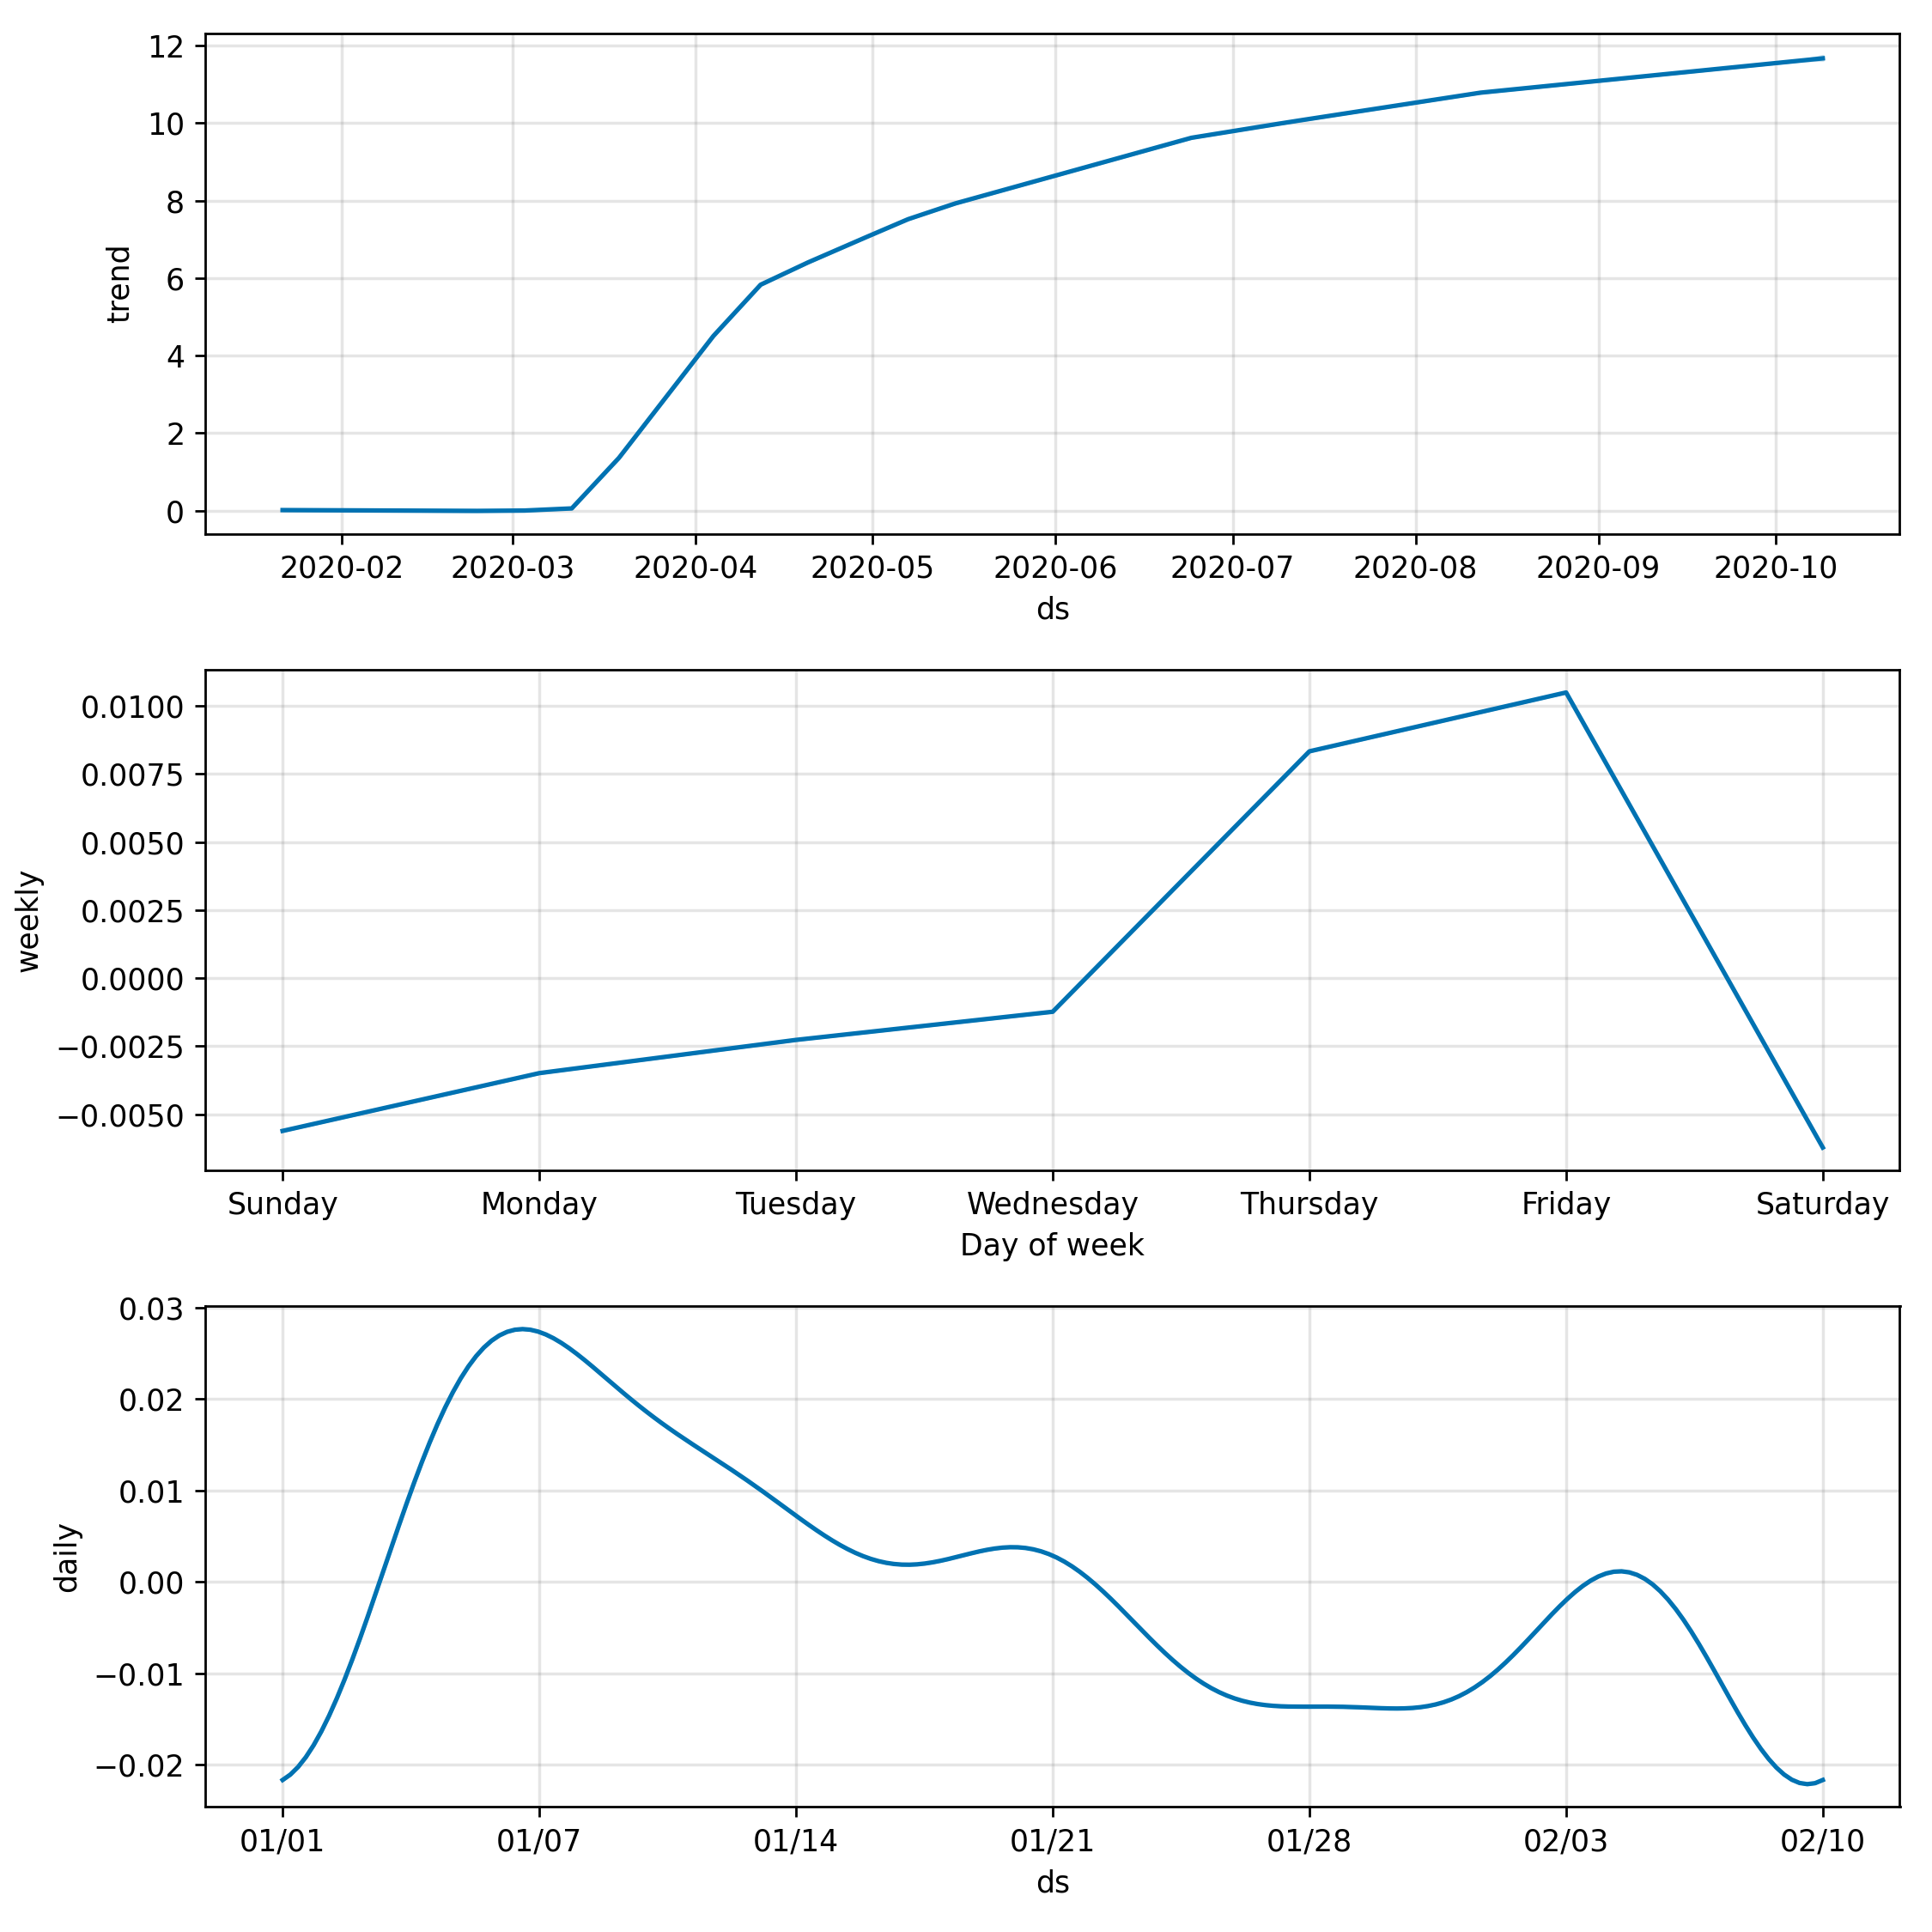 12
10
8
6
4
2
0
trend
2020-02 2020-03 2020-04 2020-05 2020-06 2020-07 2020-08 2020-09 2020-10
ds
0.0100
0.0075
0.0050
0.0025
0.0000
−0.0025
−0.0050
weekly
Sunday Monday Tuesday Wednesday Thursday Friday Saturday
Day of week
0.03
0.02
0.01
0.00
−0.01
−0.02
daily
01/01 01/07 01/14 01/21 01/28 02/03 02/10
ds